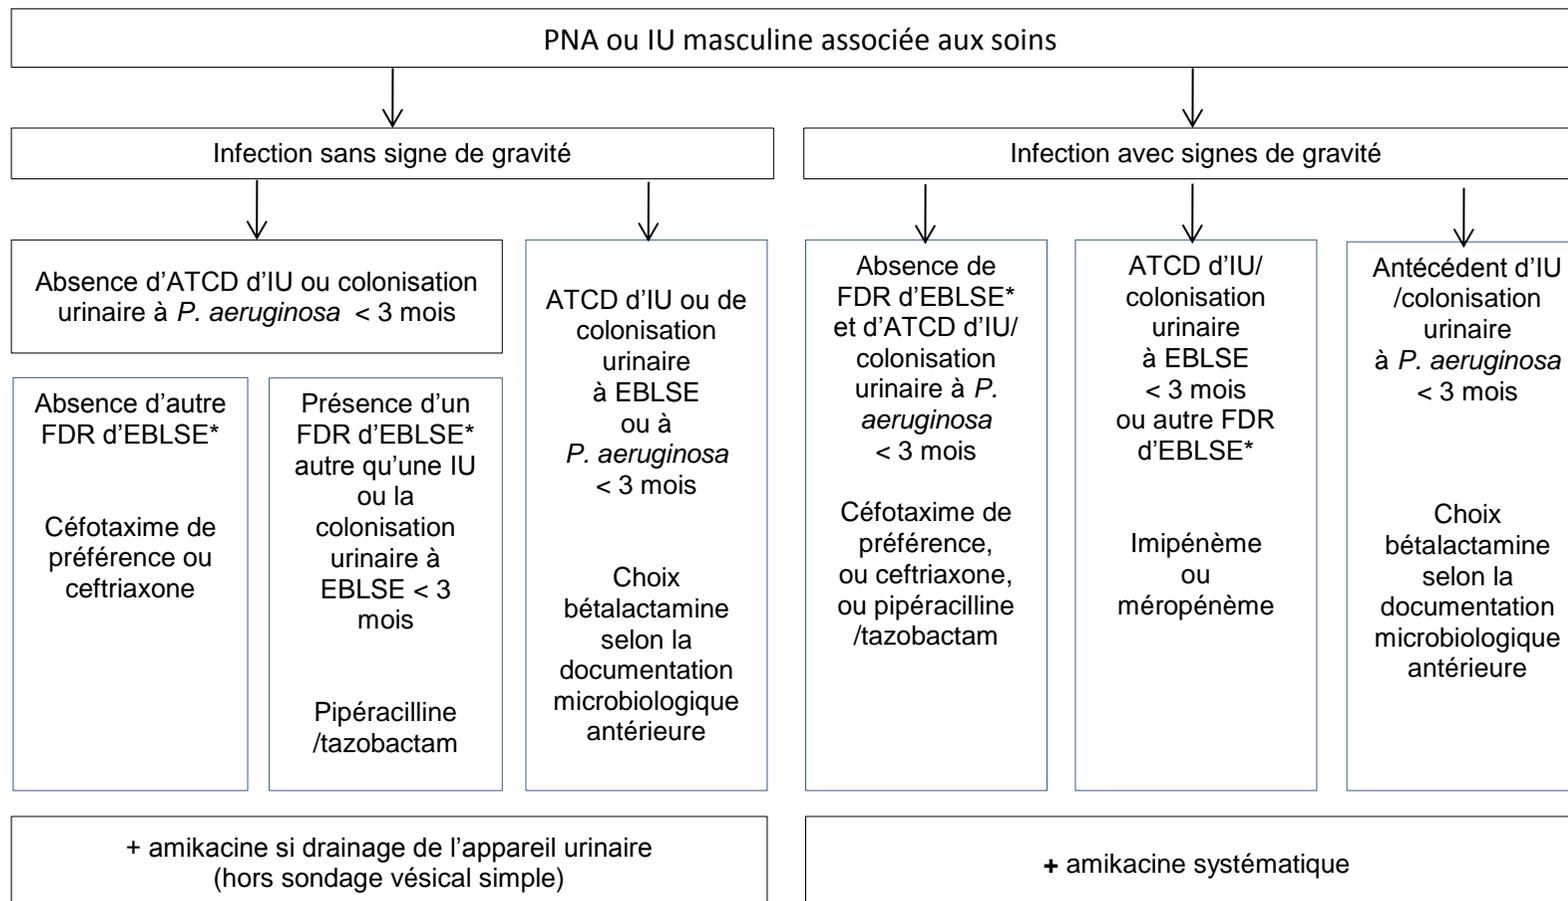 PNA ou IU masculine associée aux soins
Infection sans signe de gravité
Infection avec signes de gravité
Absence d'ATCD d'IU ou colonisation
urinaire à P. aeruginosa < 3 mois
Absence d'autre
FDR d'EBLSE*
Céfotaxime de
préférence ou
ceftriaxone
Présence d'un
FDR d'EBLSE*
autre qu'une IU
ou la
colonisation
urinaire à
EBLSE < 3
mois
Pipéracilline
/tazobactam
ATCD d'IU ou de
colonisation
urinaire
à EBLSE
ou à
P. aeruginosa
< 3 mois
Choix
bétalactamine
selon la
documentation
microbiologique
antérieure
Absence de
FDR d'EBLSE*
et d'ATCD d'IU/
colonisation
urinaire à P.
aeruginosa
< 3 mois
Céfotaxime de
préférence,
ou ceftriaxone,
ou pipéracilline
/tazobactam
ATCD d'IU/
colonisation
urinaire
à EBLSE
< 3 mois
ou autre FDR
d'EBLSE*
Imipénème
ou
méropénème
Antécédent d'IU
/colonisation
urinaire
à P. aeruginosa
< 3 mois
Choix
bétalactamine
selon la
documentation
microbiologique
antérieure
+ amikacine si drainage de l'appareil urinaire
(hors sondage vésical simple)
+ amikacine systématique